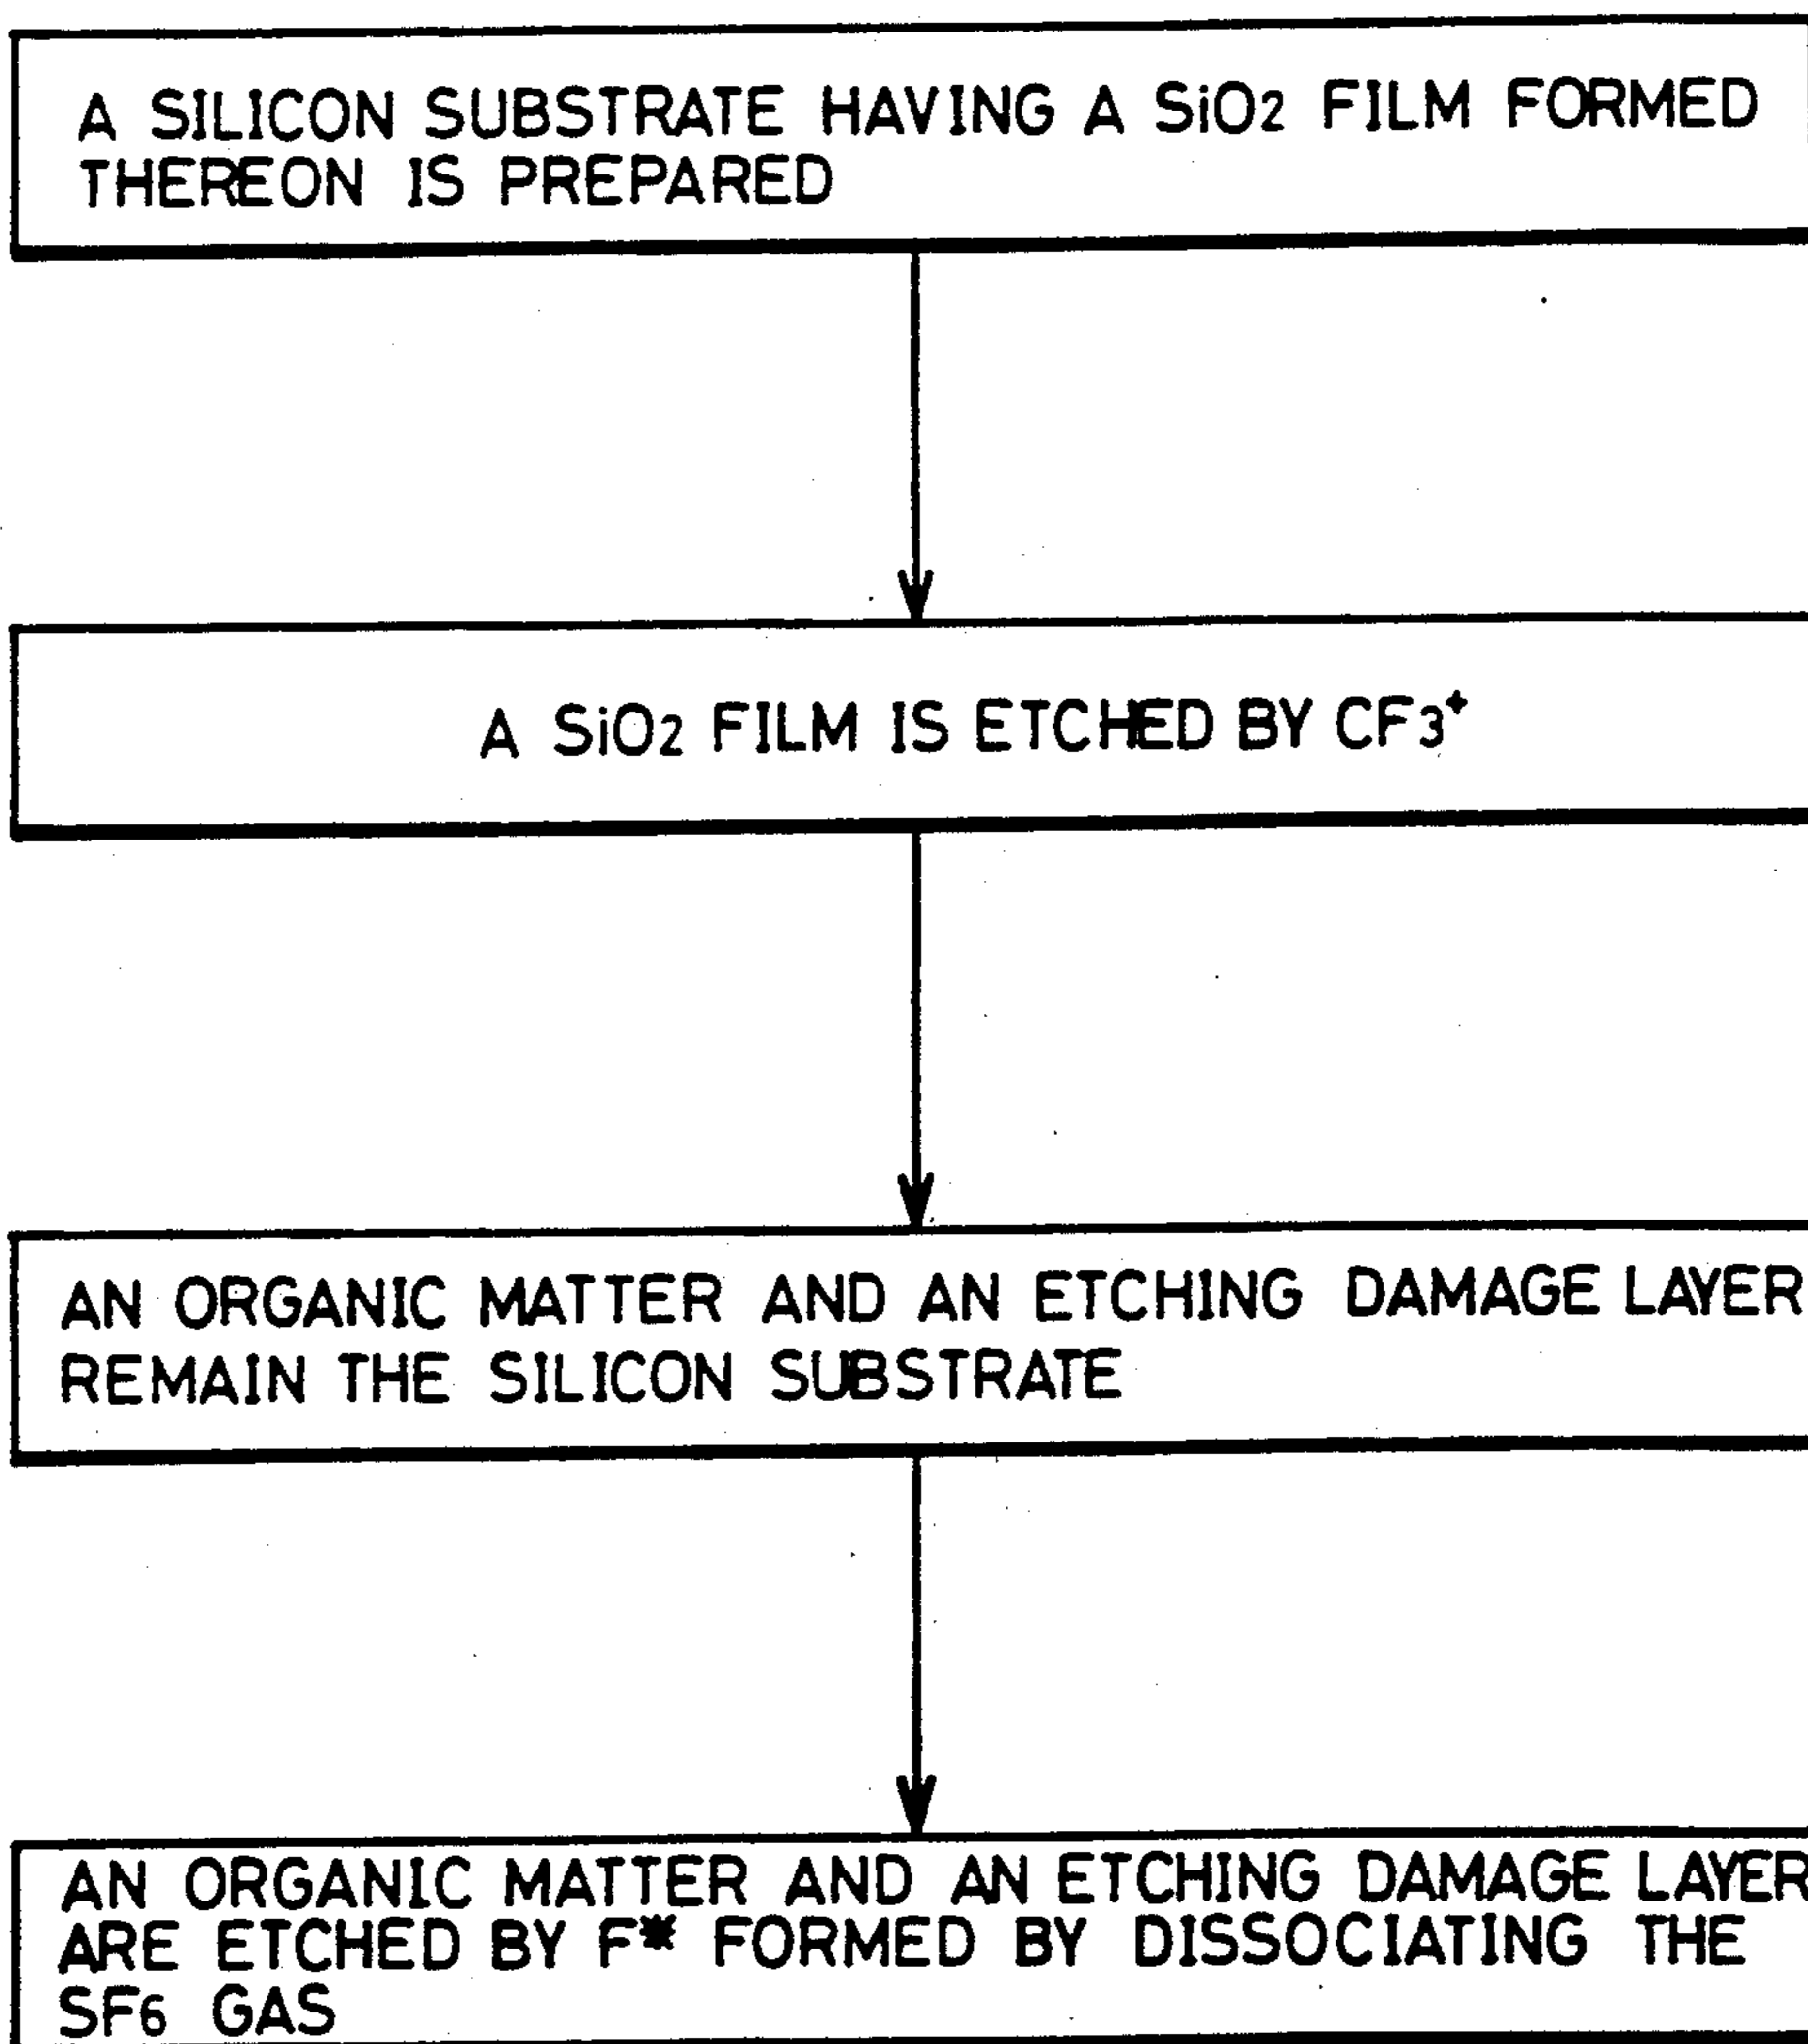 A SILICON SUBSTRATE HAVING A SiO2 FILM FORMED
THEREON IS PREPARED
A SiO2 FILM IS ETCHED BY CF3+
AN ORGANIC MATTER AND AN ETCHING DAMAGE LAYER
REMAIN THE SILICON SUBSTRATE
AN ORGANIC MATTER AND AN ETCHING DAMAGE LAYER
ARE ETCHED BY F* FORMED BY DISSOCIATING THE
SF6 GAS